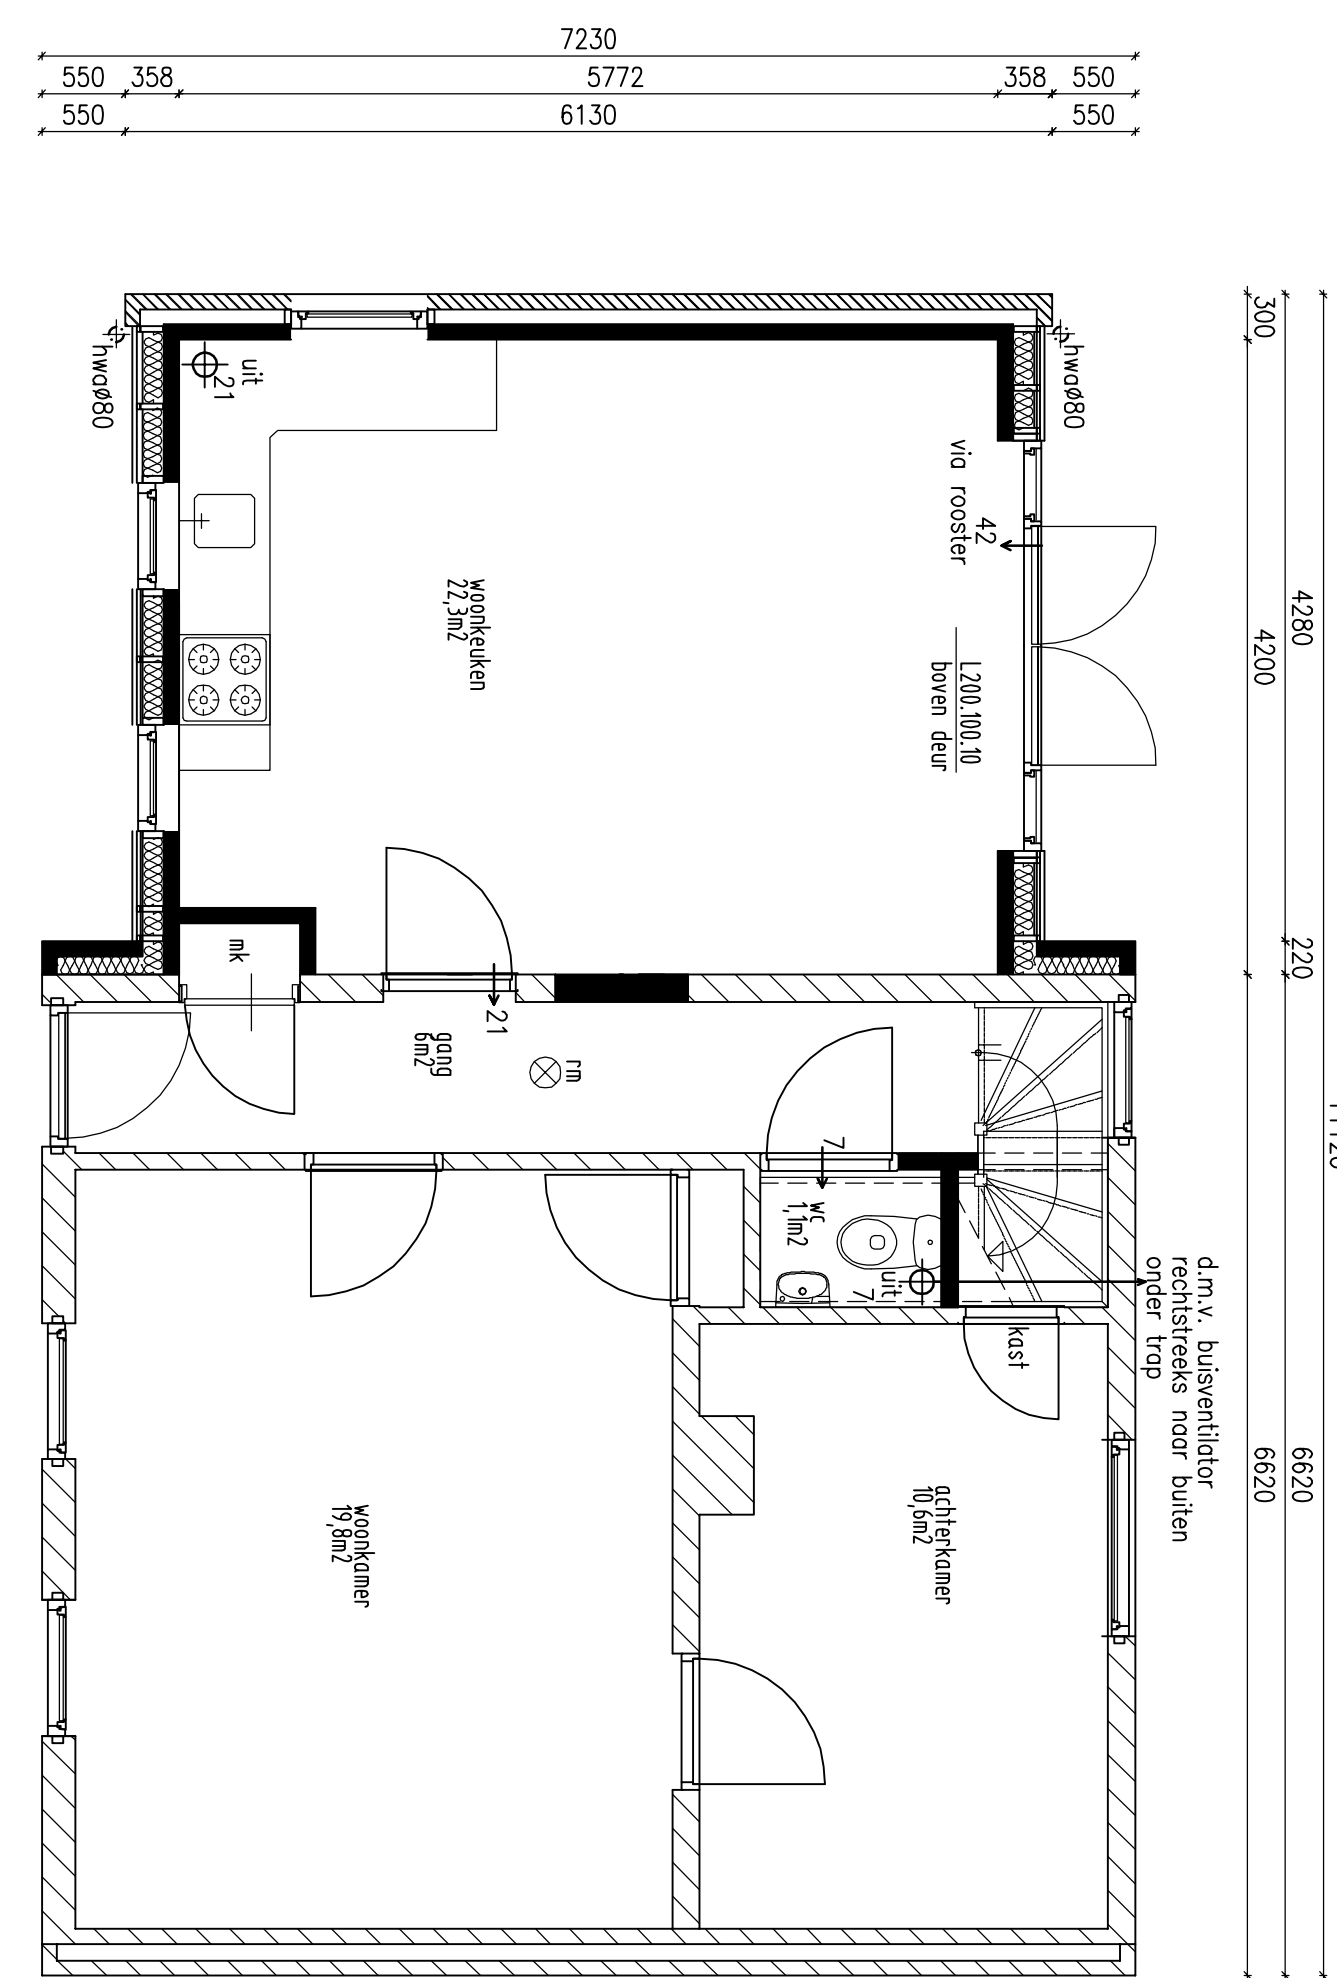 7230
550 358 5772 358 550
550 6130 550
300
4200
6620
4280
220
6620
hwaø80
hwaø80
uit
21
via rooster
42
woonkeuken
22,3m2
L200.100.10
boven deur
mk
21
gang
6m2
rm
7
wc
1,1m2
uit
7
kast
d.m.v. buisventilator
rechtstreeks naar buiten
onder trap
achterkamer
10,6m2
woonkamer
19,8m2